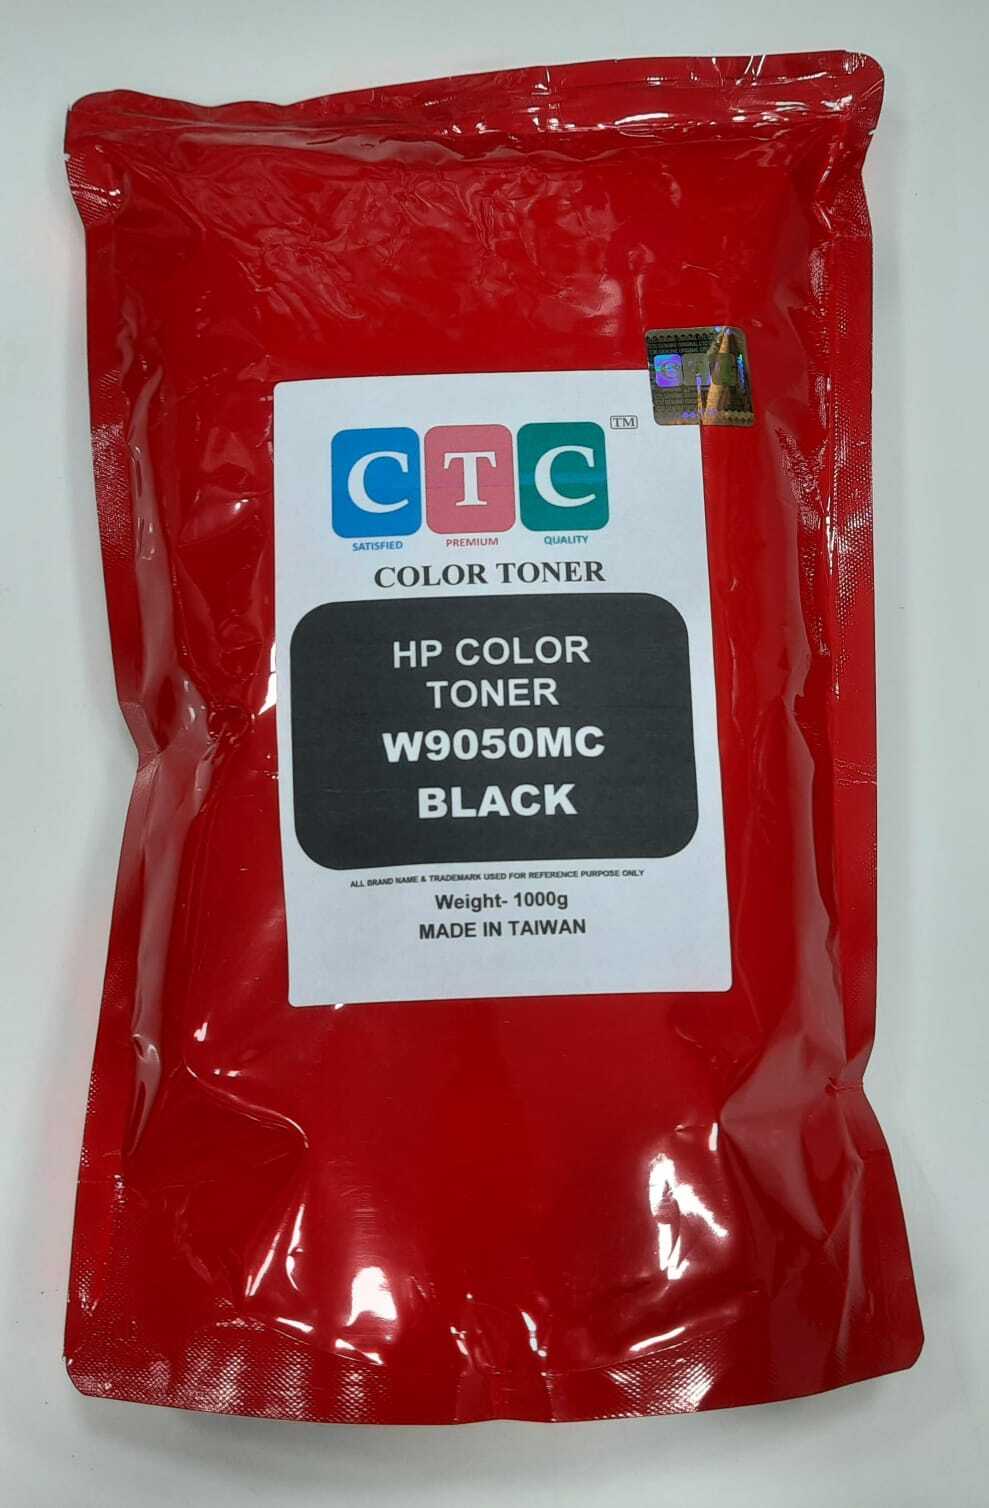 CTC TM
SATISFIED PREMIUM QUALITY
COLOR TONER
HP COLOR
TONER
W9050MC
BLACK
ALL BRAND NAME & TRADEMARK USED FOR REFERENCE PURPOSE ONLY
Weight- 1000g
MADE IN TAIWAN